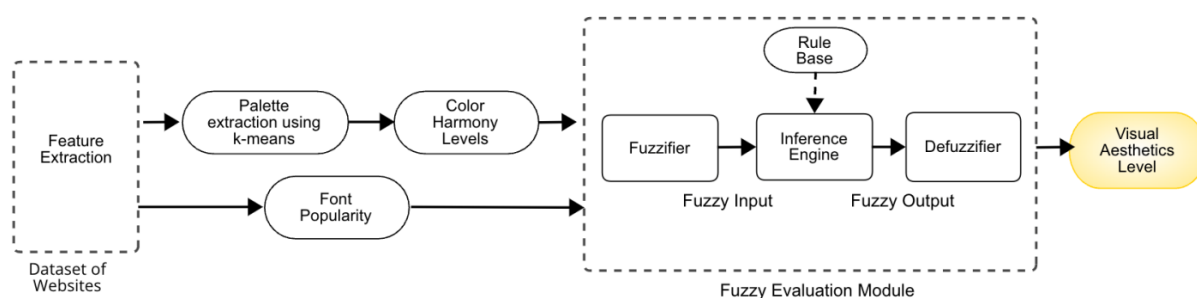 Feature
Extraction
Dataset of
Websites
Palette
extraction using
k-means
Color
Harmony
Levels
Font
Popularity
Rule
Base
Fuzzifier
Inference
Engine
Defuzzifier
Fuzzy Input
Fuzzy Output
Fuzzy Evaluation Module
Visual
Aesthetics
Level